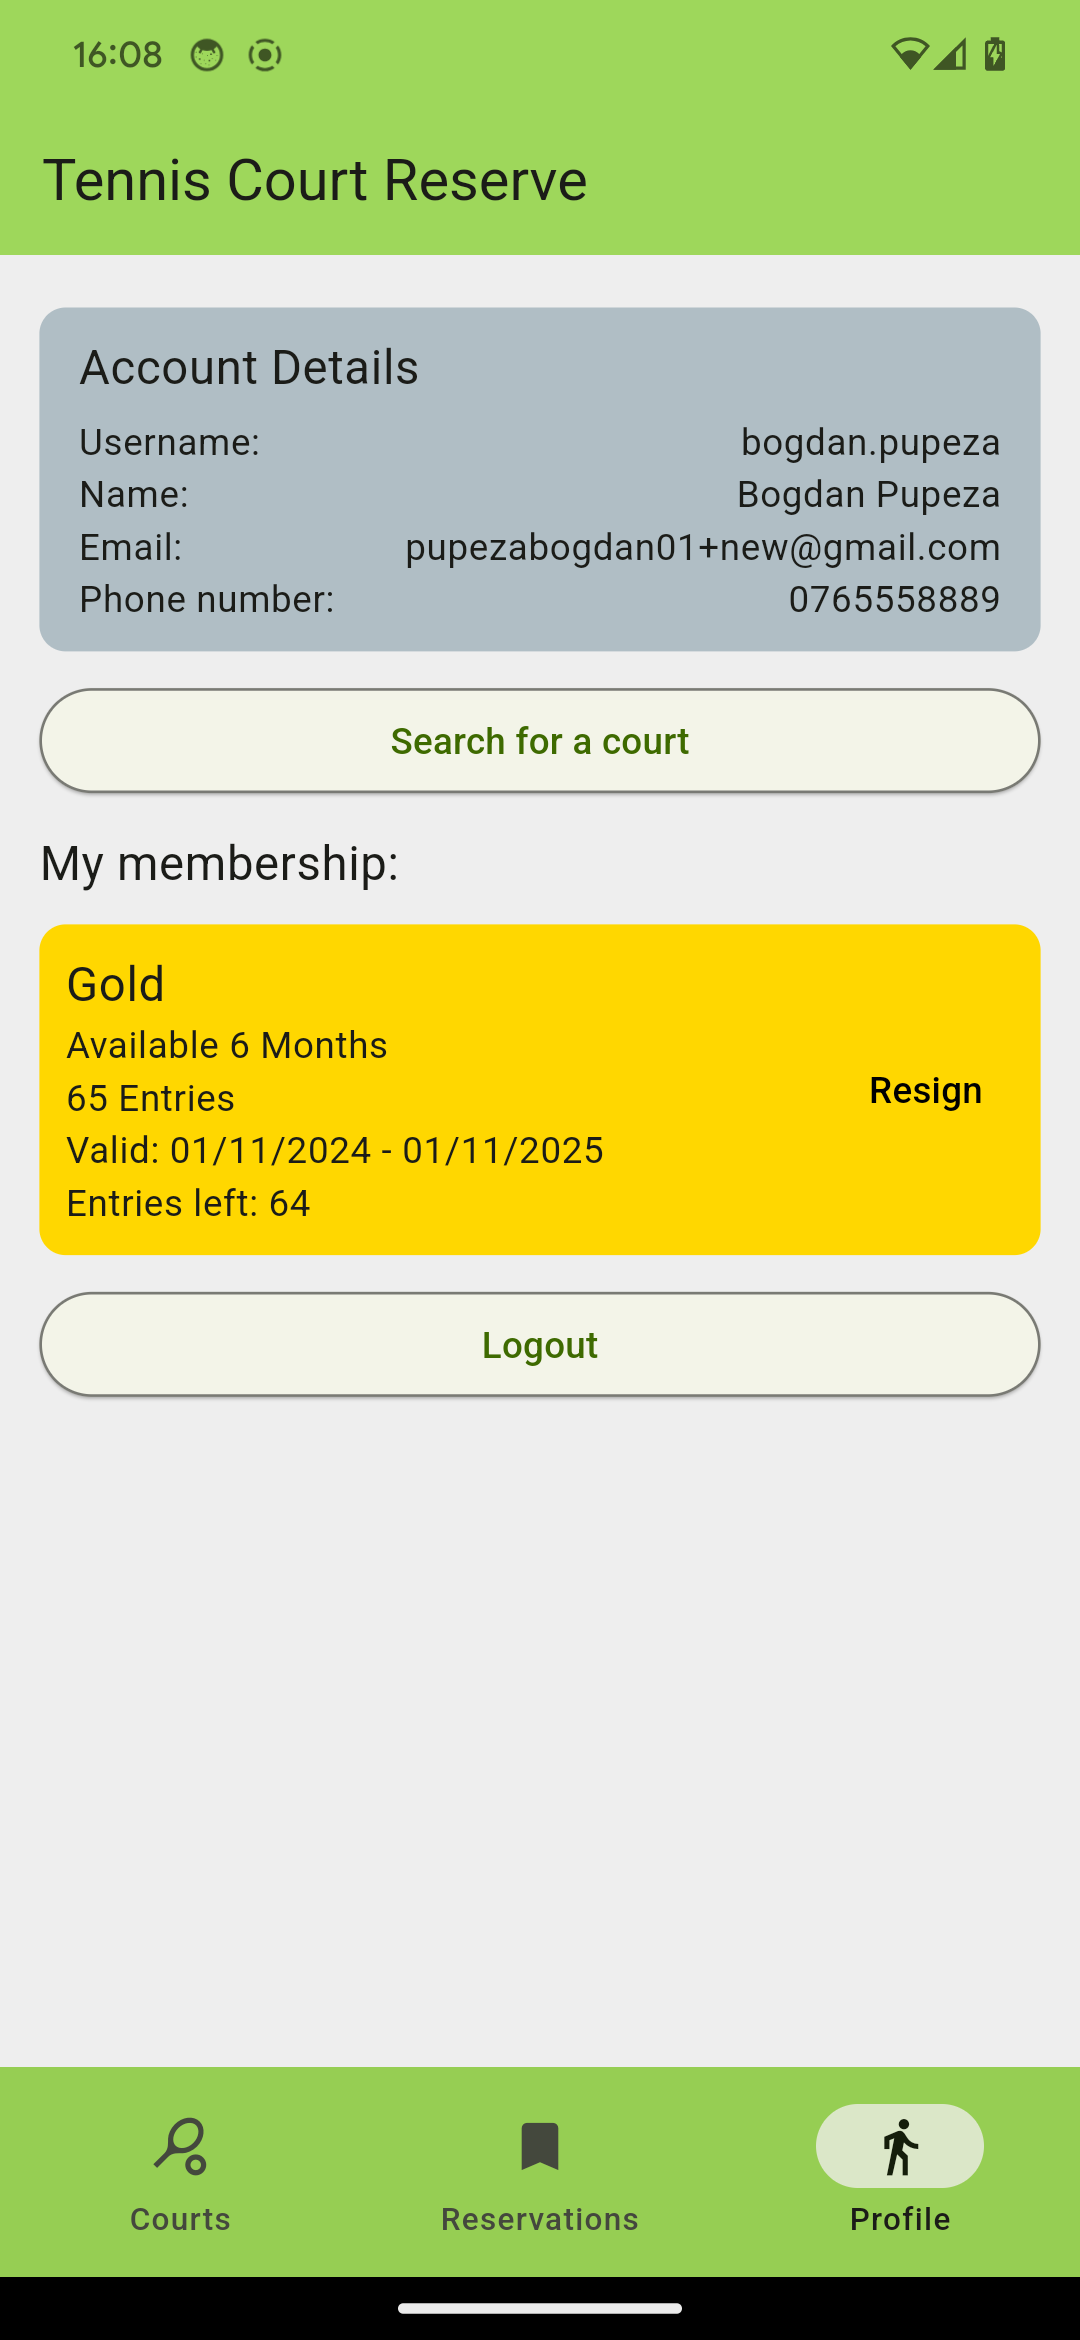 16:08
Tennis Court Reserve
Account Details
Username: bogdan.pupeza
Name: Bogdan Pupeza
Email: pupezabogdan01+new@gmail.com
Phone number: 0765558889
Search for a court
My membership:
Gold
Available 6 Months
65 Entries
Resign
Valid: 01/11/2024 - 01/11/2025
Entries left: 64
Logout
Courts
Reservations
Profile